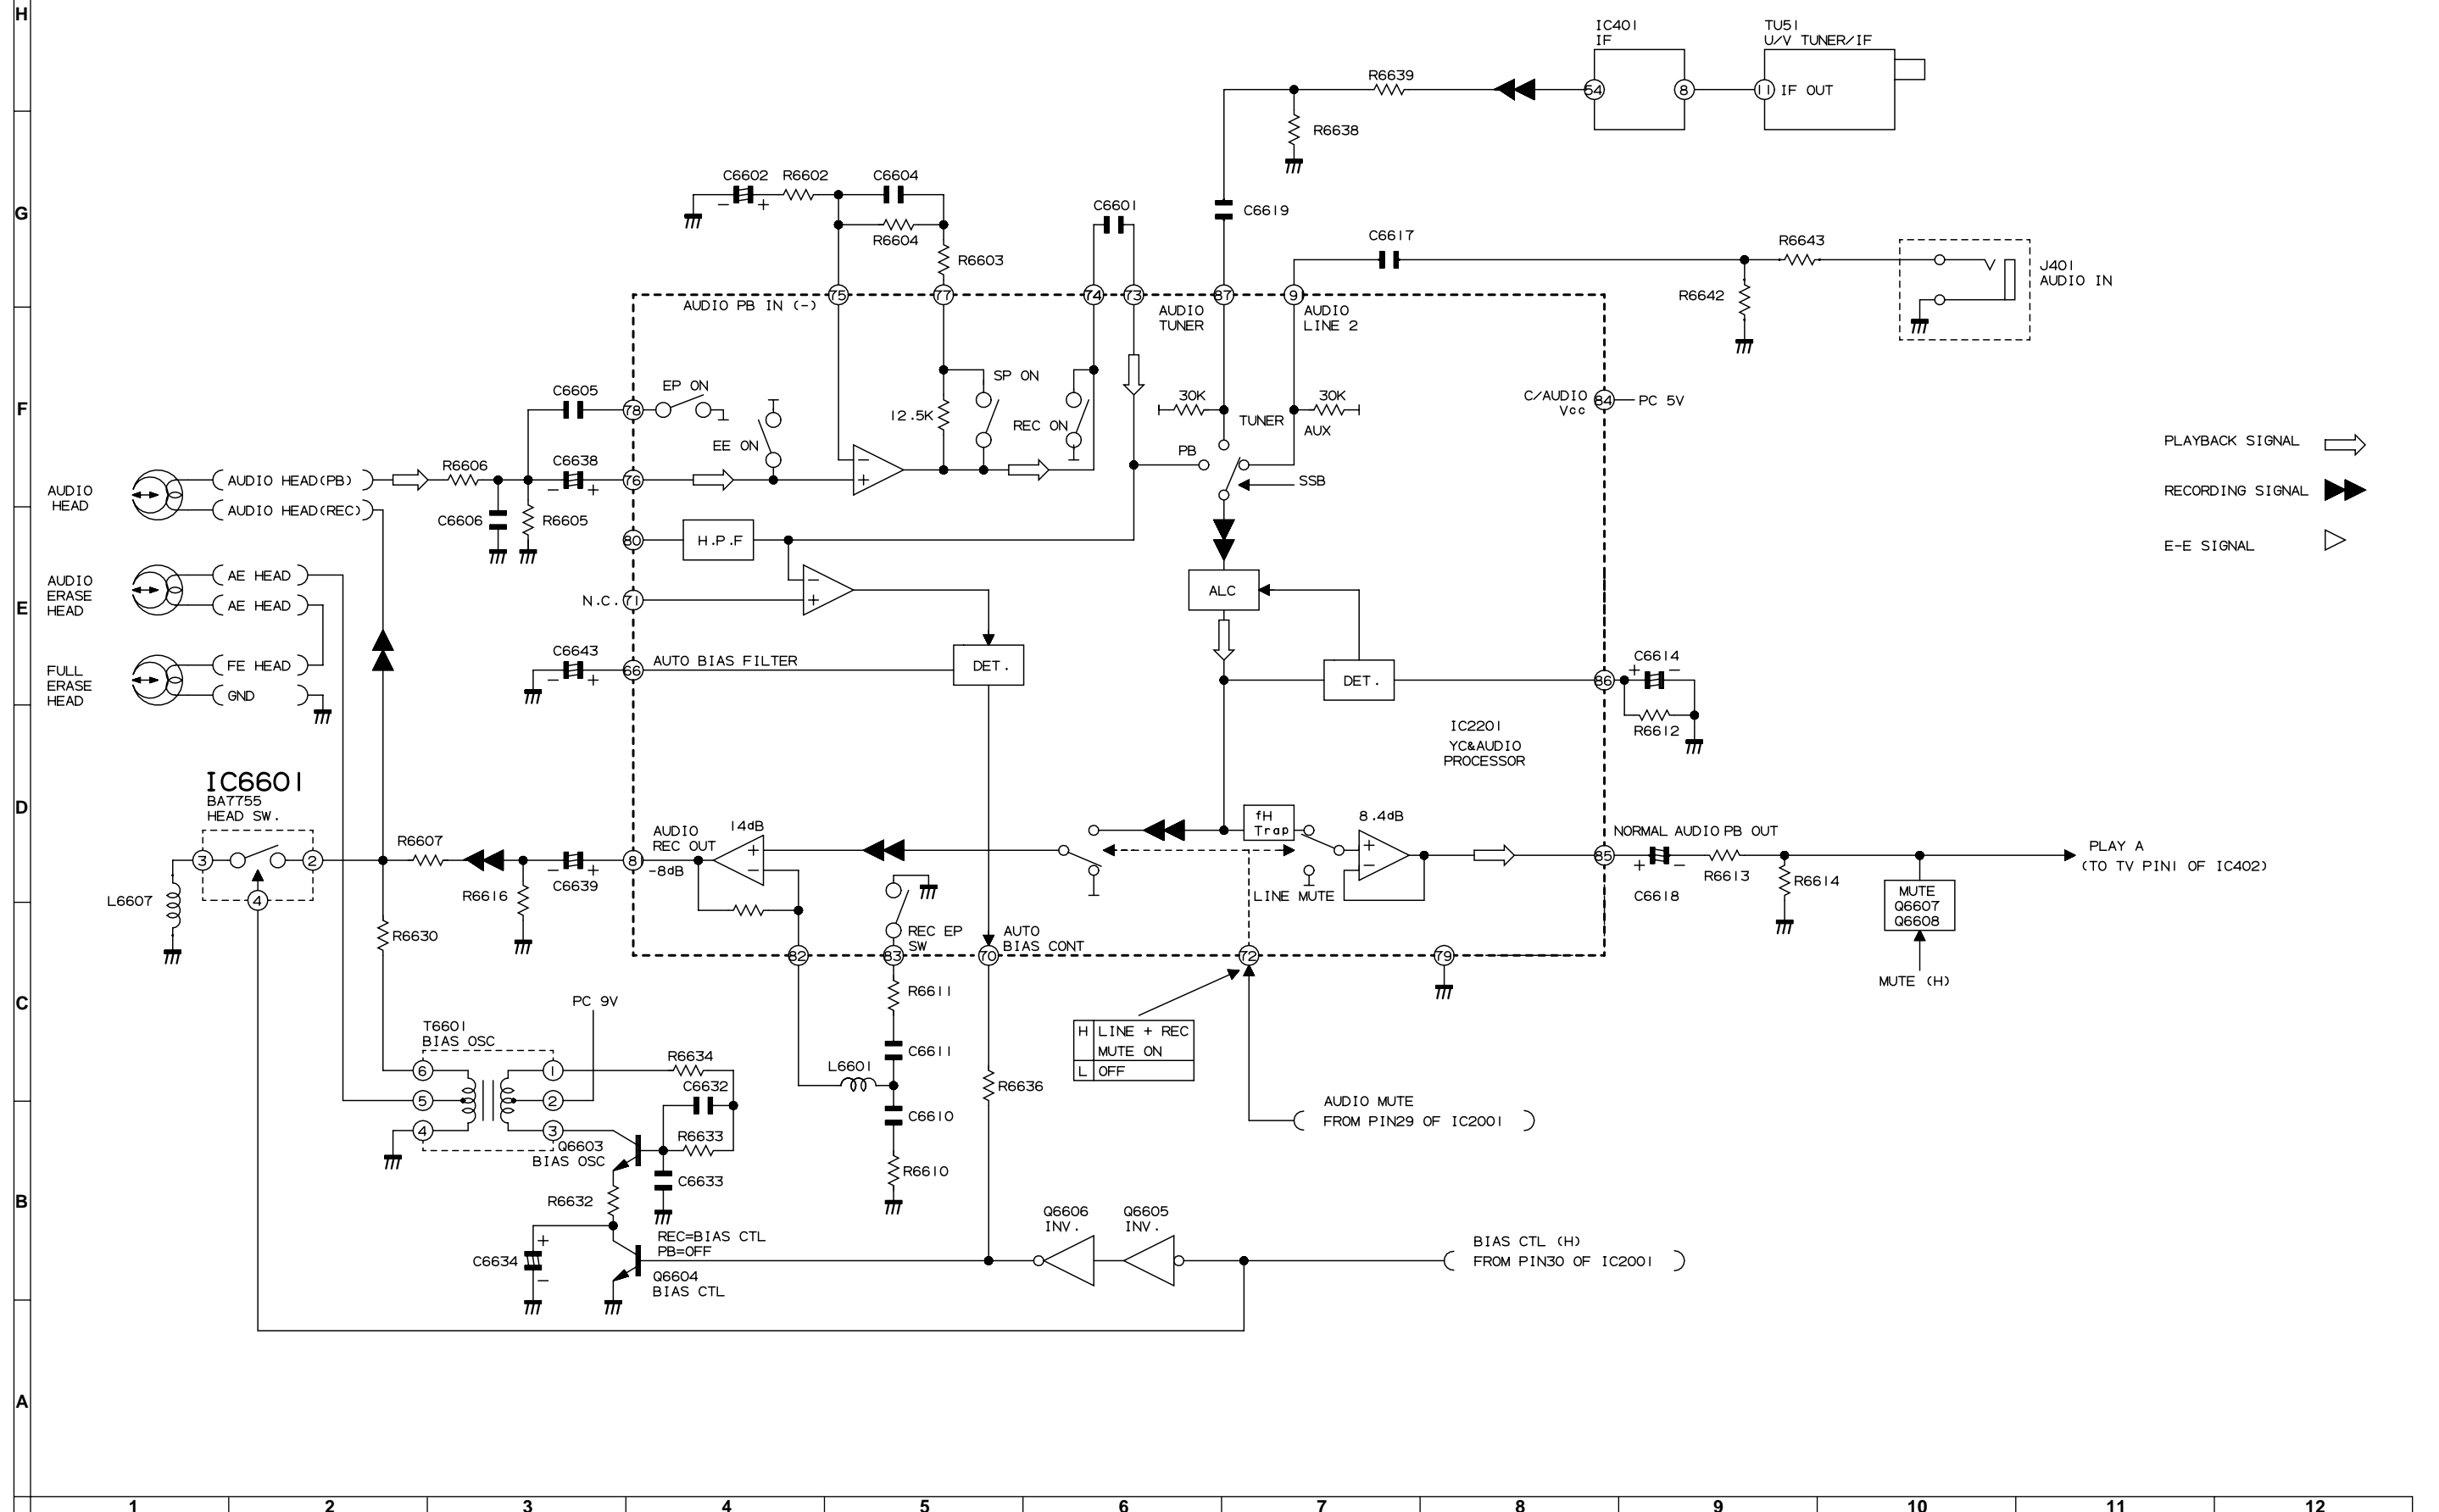 H
IC401
IF
TU51
U/V TUNER/IF
R6639
54
8
11
IF OUT
R6638
C6602
R6602
C6604
G
C6601
C6619
R6604
C6617
R6643
R6603
J401
AUDIO IN
AUDIO PB IN (-)
75
77
74
73
87
9
R6642
AUDIO
TUNER
AUDIO
LINE 2
SP ON
C6605
EP ON
78
12.5K
REC ON
30K
30K
TUNER
AUX
C/AUDIO
Vcc
84
PC 5V
F
EE ON
PLAYBACK SIGNAL
PB
R6606
C6638
76
SSB
AUDIO
HEAD
AUDIO HEAD(PB)
AUDIO HEAD(REC)
RECORDING SIGNAL
C6606
R6605
80
H.P.F
E-E SIGNAL
AUDIO
ERASE
HEAD
AE HEAD
AE HEAD
N.C.
71
ALC
E
C6643
66
AUTO BIAS FILTER
DET.
DET.
86
C6614
FULL
ERASE
HEAD
FE HEAD
GND
R6612
IC2201
YC&AUDIO
PROCESSOR
IC6601
BA7755
HEAD SW.
D
R6607
AUDIO
REC OUT
14dB
fH
Trap
8.4dB
NORMAL AUDIO PB OUT
3
2
8
-8dB
85
PLAY A
(TO TV PIN1 OF IC402)
C6639
R6616
R6613
R6614
C6618
LINE MUTE
L6607
4
MUTE
Q6607
Q6608
R6630
REC EP
SW
AUTO
BIAS CONT
82
83
70
72
79
MUTE (H)
C
PC 9V
R6611
T6601
BIAS OSC
H LINE + REC
MUTE ON
L OFF
R6634
L6601
C6611
6
1
C6632
R6636
5
2
C6610
AUDIO MUTE
FROM PIN29 OF IC2001
4
3
R6633
Q6603
BIAS OSC
C6633
R6610
B
R6632
Q6606
INV.
Q6605
INV.
REC=BIAS CTL
PB=OFF
BIAS CTL (H)
FROM PIN30 OF IC2001
C6634
Q6604
BIAS CTL
A
1 2 3 4 5 6 7 8 9 10 11 12